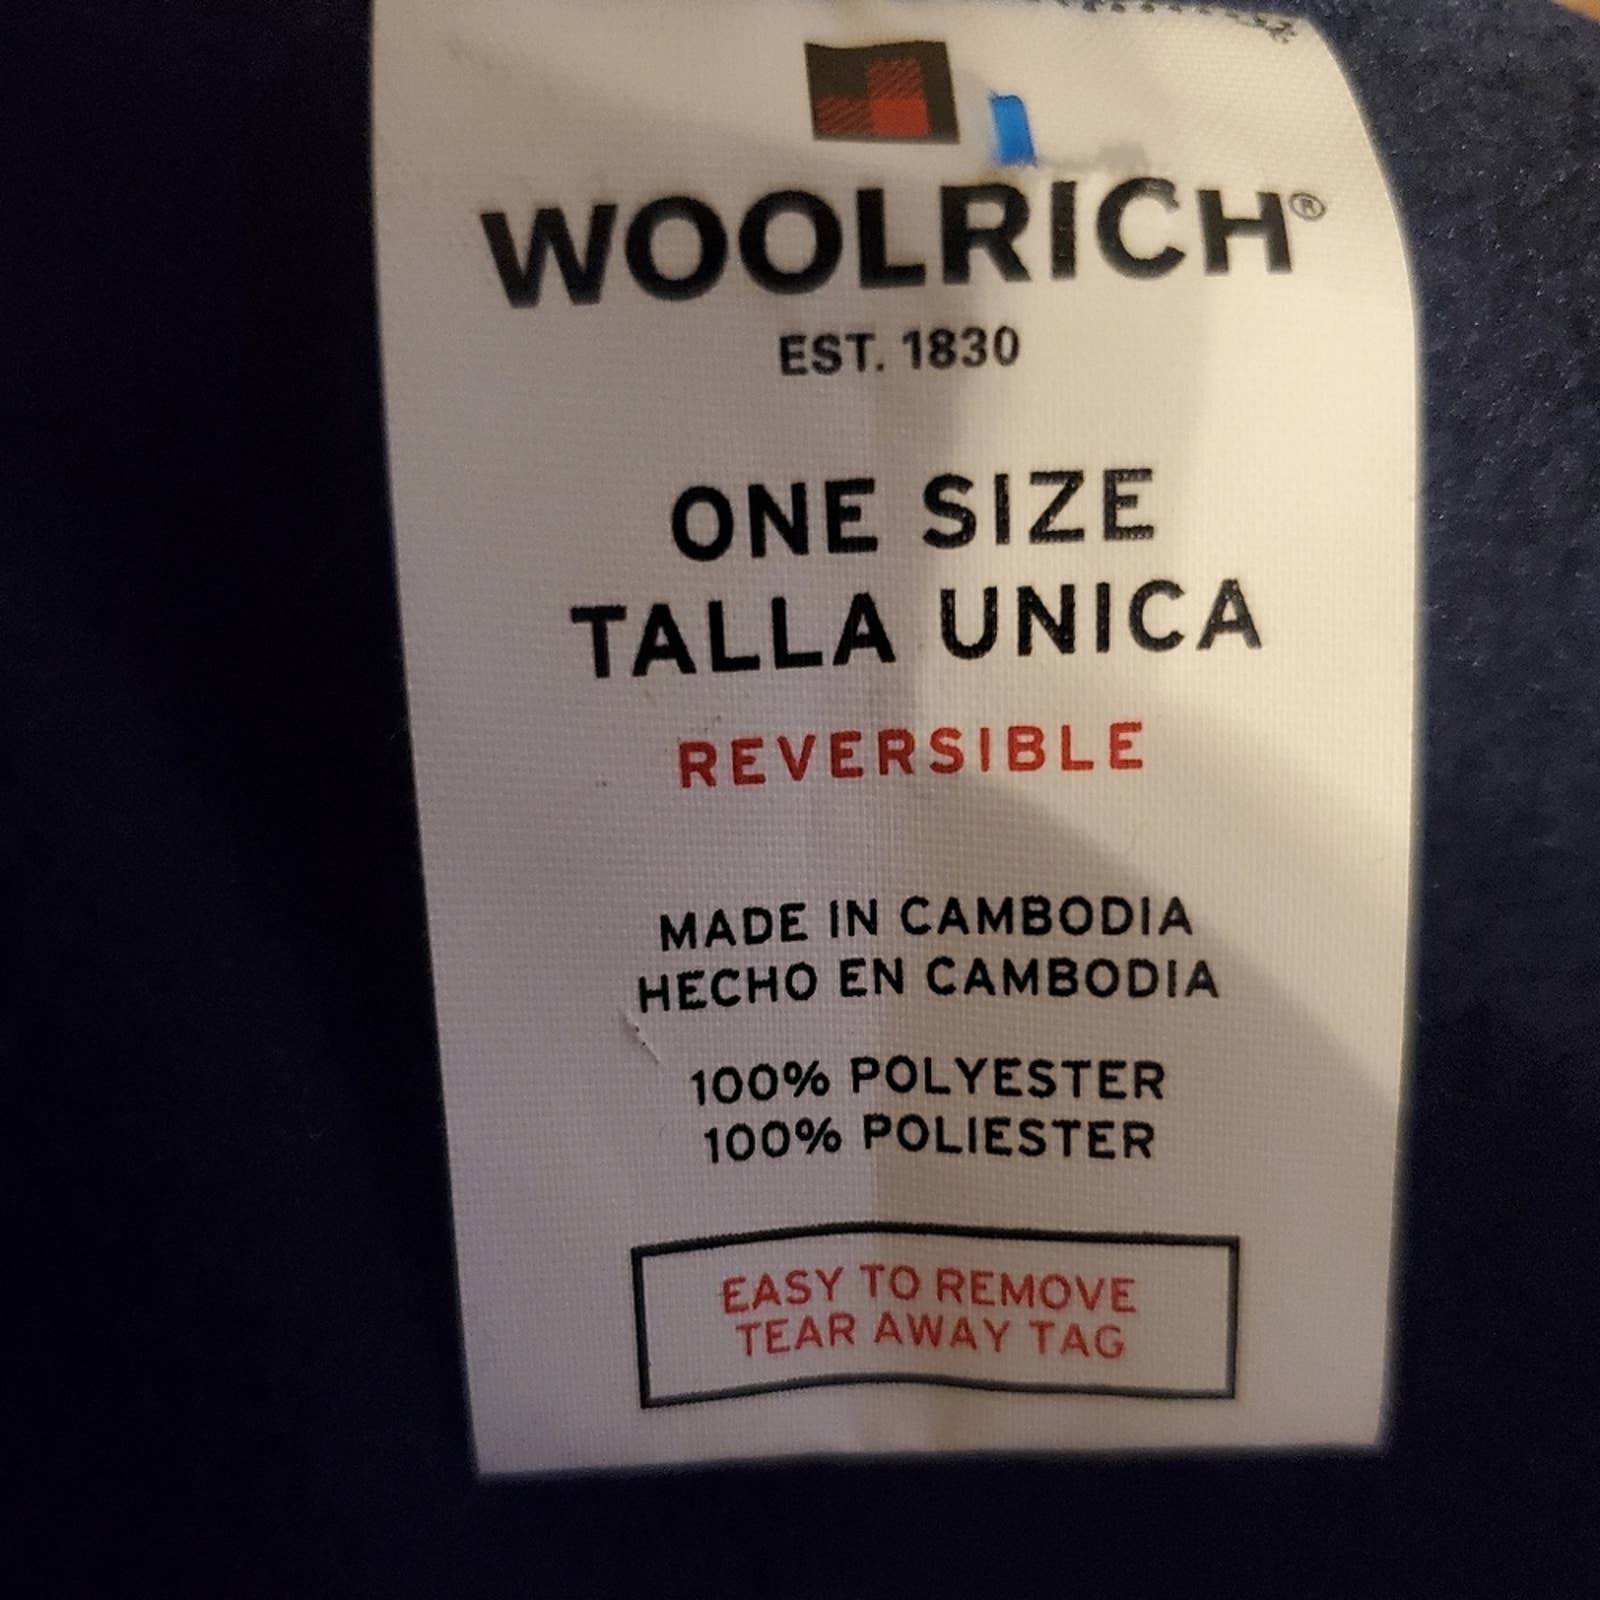 WOOLRICH®
EST. 1830
ONE SIZE
TALLA UNICA
REVERSIBLE
MADE IN CAMBODIA
HECHO EN CAMBODIA
100% POLYESTER
100% POLIESTER
EASY TO REMOVE
TEAR AWAY TAG